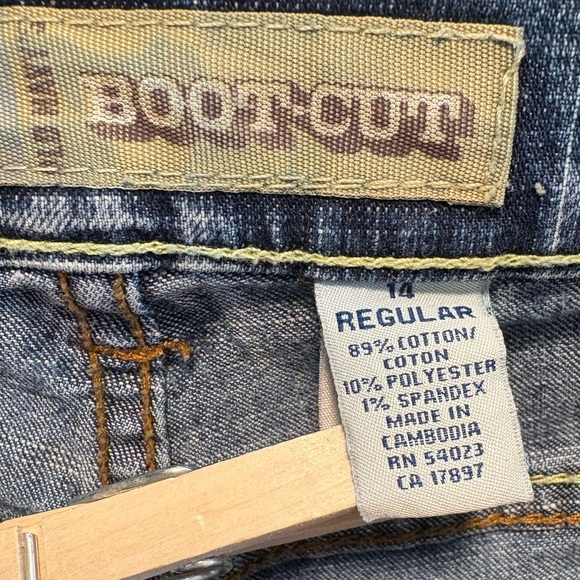 BOOT-CUT
14
REGULAR
89% COTTON/
COTON
10% POLYESTER
1% SPANDEX
MADE IN
CAMBODIA
RN 54023
CA 17897